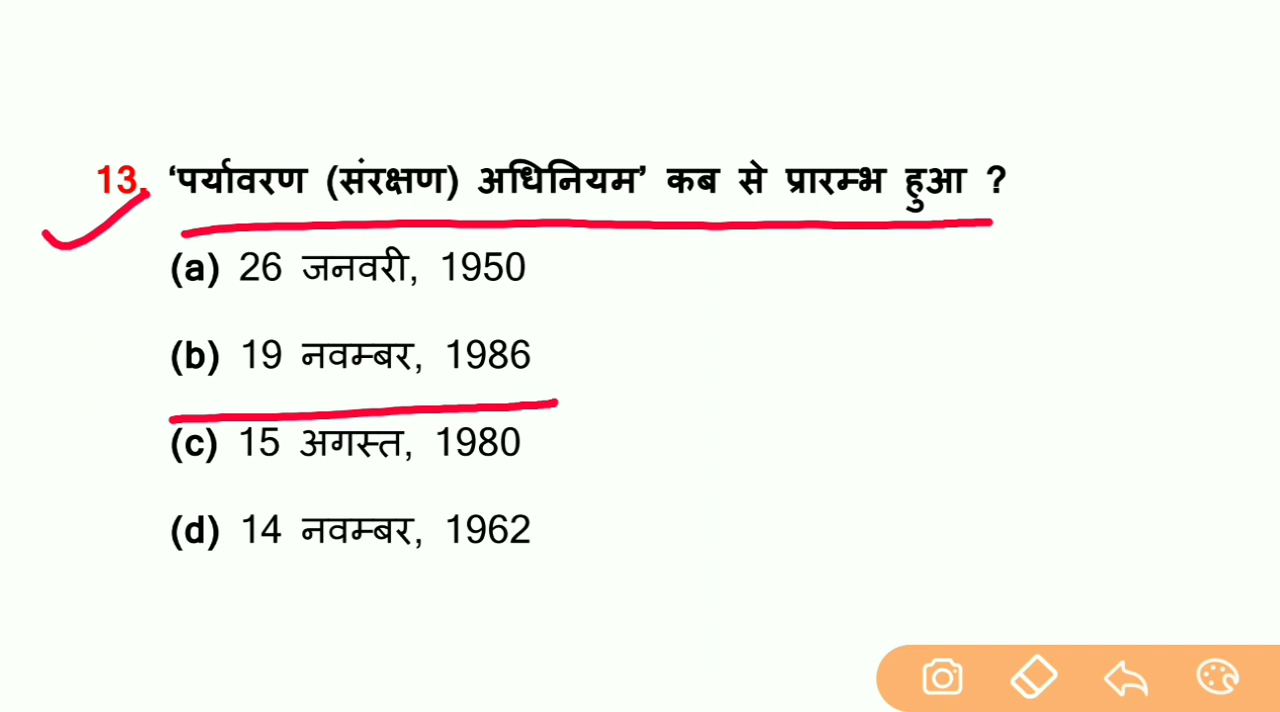 13. ‘पर्यावरण (संरक्षण) अधिनियम’ कब से प्रारम्भ हुआ ?
(a) 26 जनवरी, 1950
(b) 19 नवम्बर, 1986
(c) 15 अगस्त, 1980
(d) 14 नवम्बर, 1962